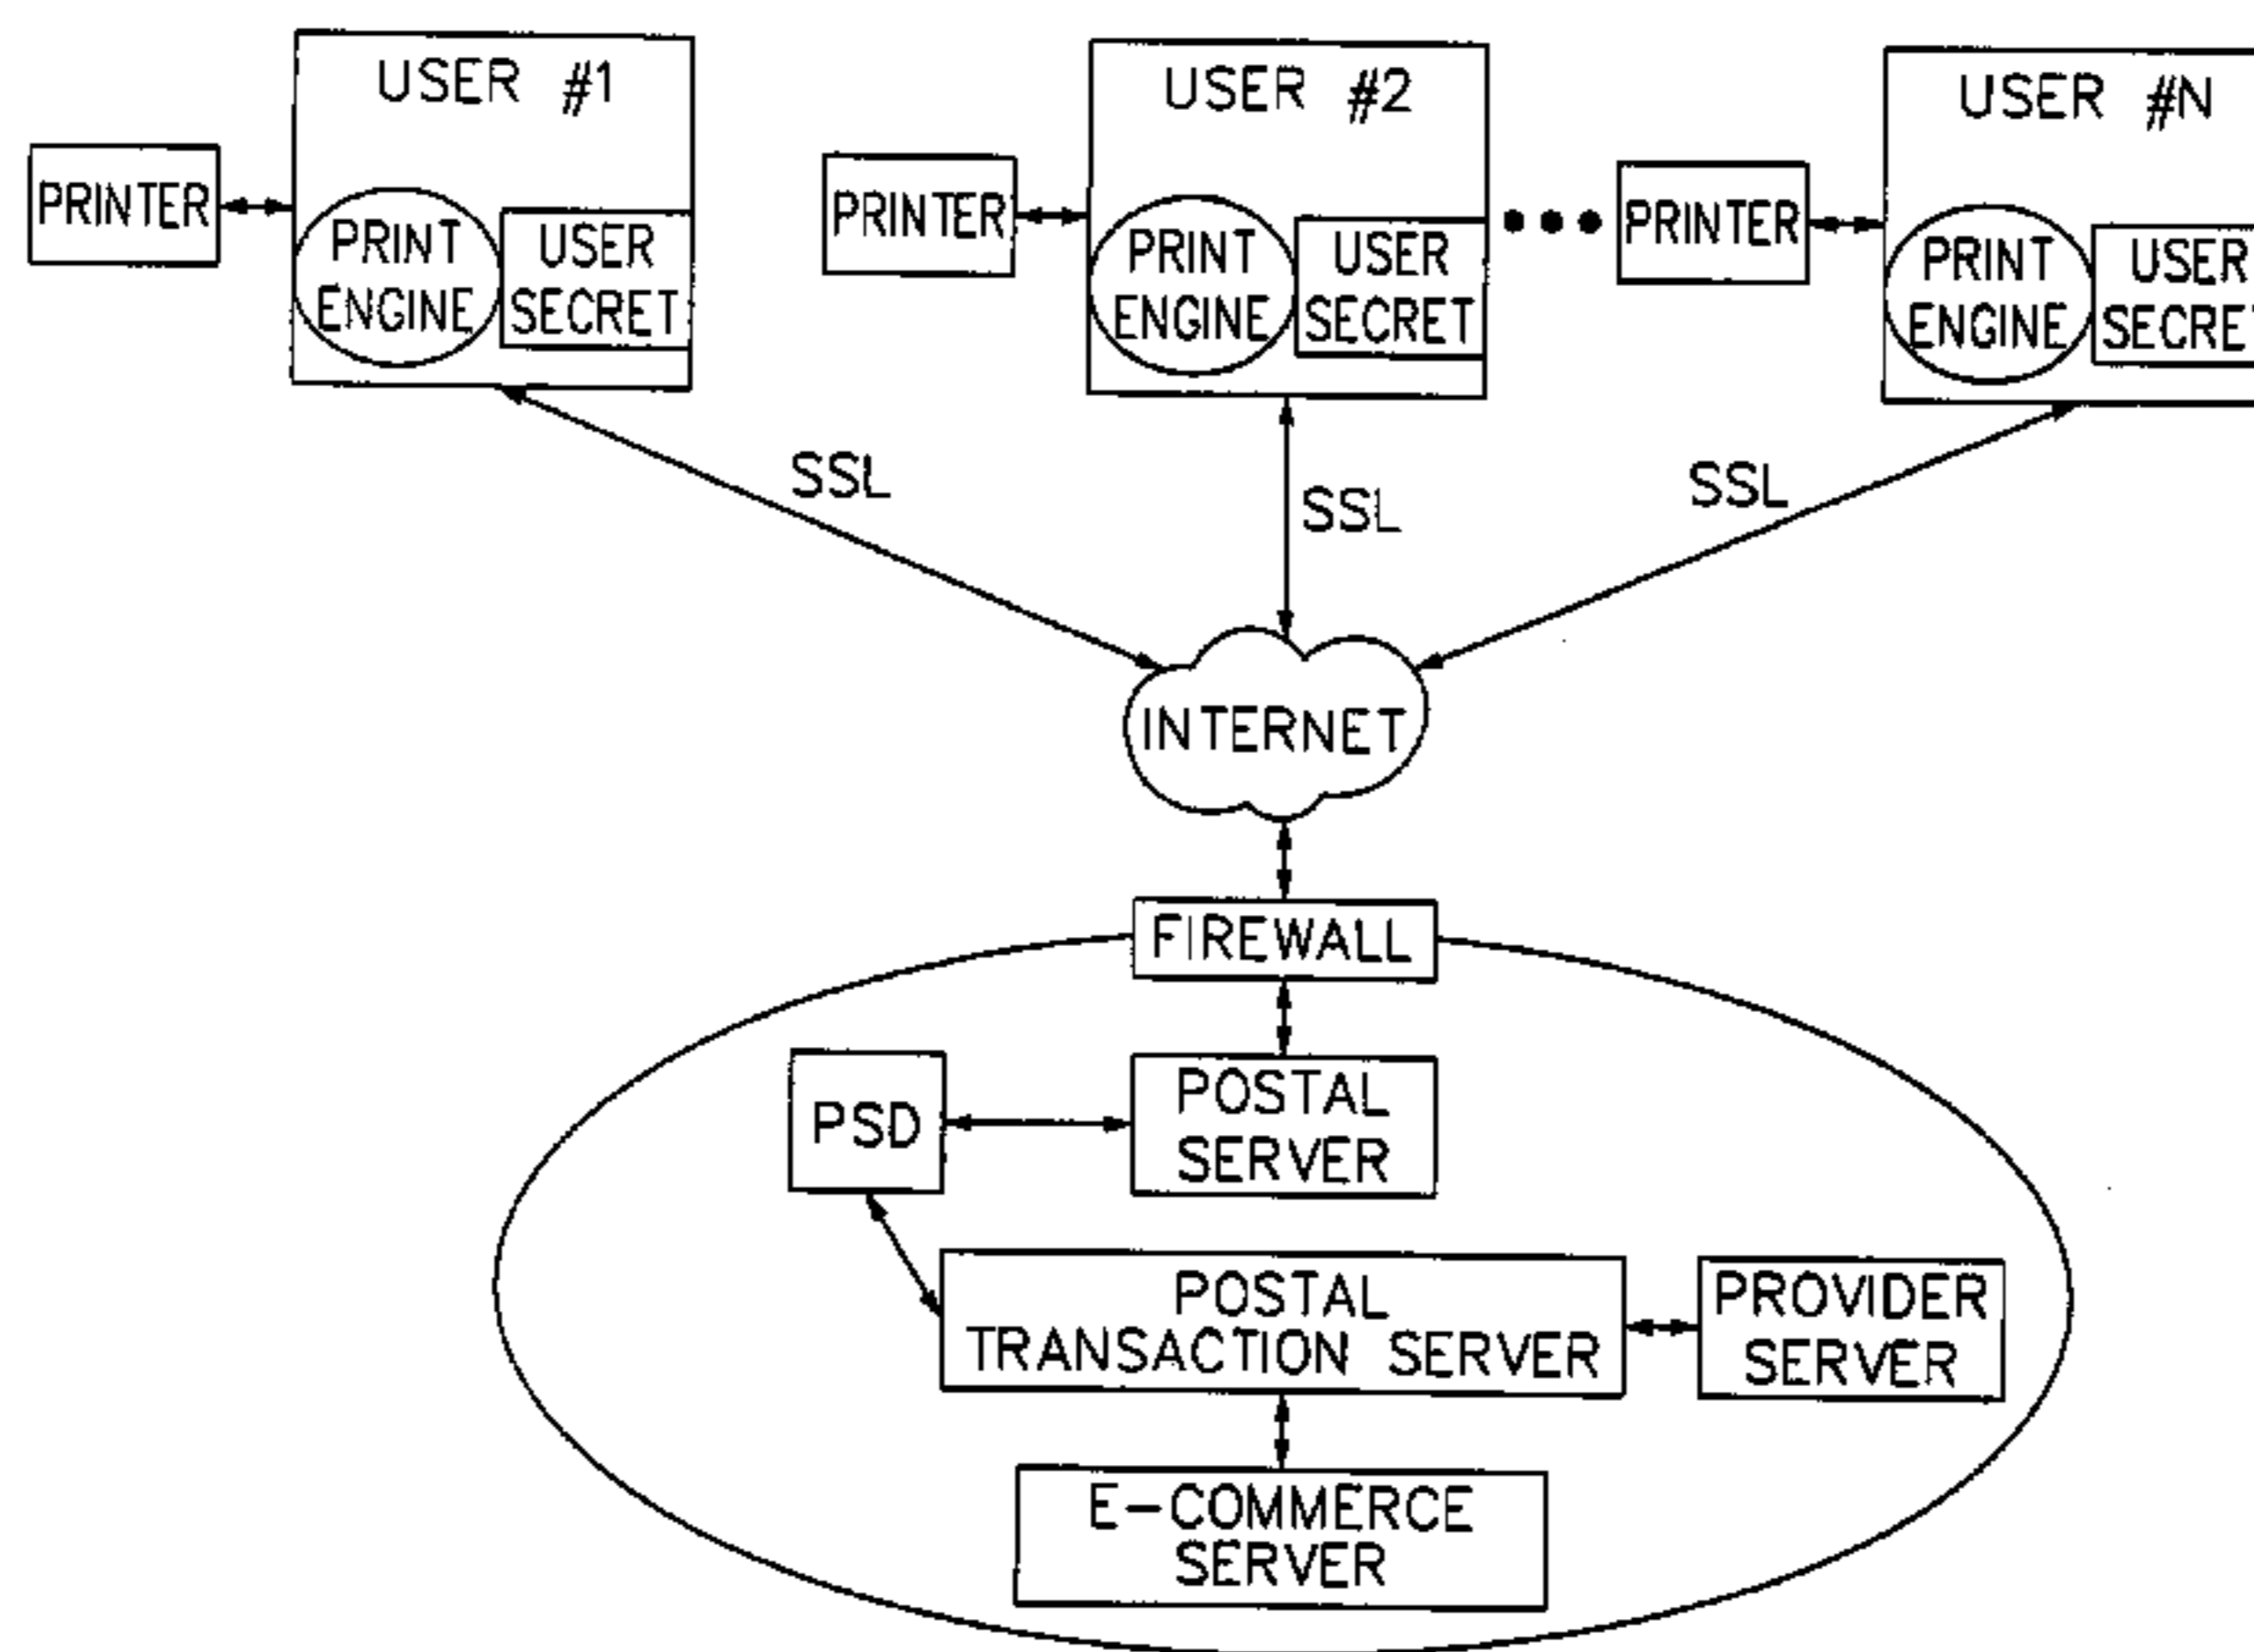 USER #1
PRINTER
PRINT
ENGINE
USER
SECRET
USER #2
PRINTER
PRINT
ENGINE
USER
SECRET
USER #N
PRINTER
PRINT
ENGINE
USER
SECRET
SSL
SSL
SSL
INTERNET
FIREWALL
PSD
POSTAL
SERVER
POSTAL
TRANSACTION SERVER
PROVIDER
SERVER
E-COMMERCE
SERVER